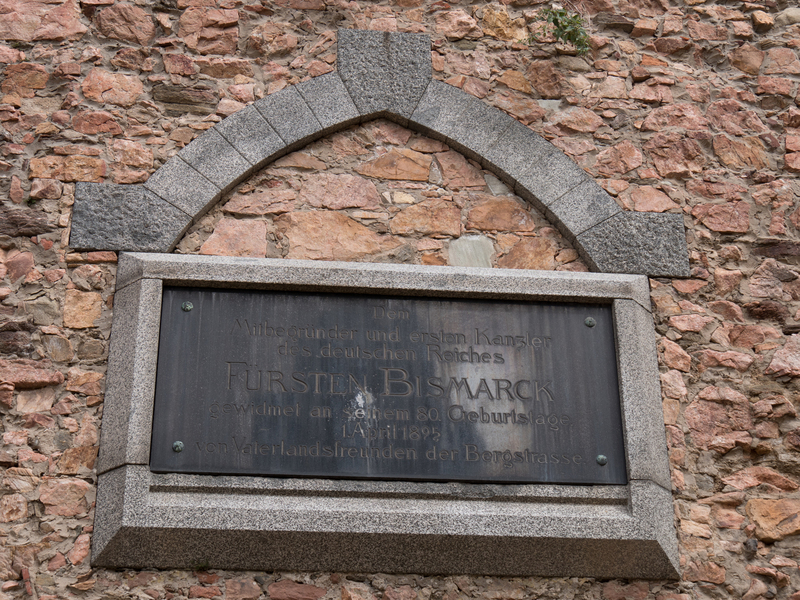 Dem
Mitbegründer und ersten Kanzler
des deutschen Reiches
FÜRSTEN BISMARCK
gewidmet an seinem 80. Geburtstage
1. April 1895
von Vaterlandsfreunden der Bergstrasse.